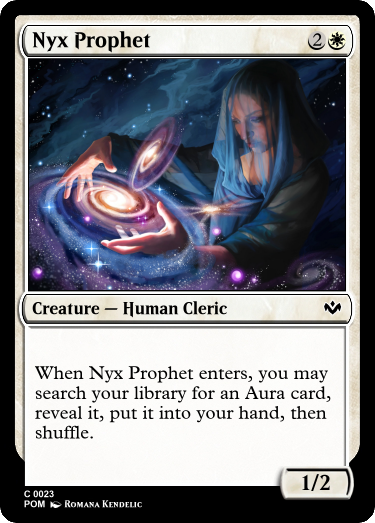 Nyx Prophet 2
Creature — Human Cleric
When Nyx Prophet enters, you may
search your library for an Aura card,
reveal it, put it into your hand, then
shuffle.
1/2
C 0023
POM Romana Kendelic